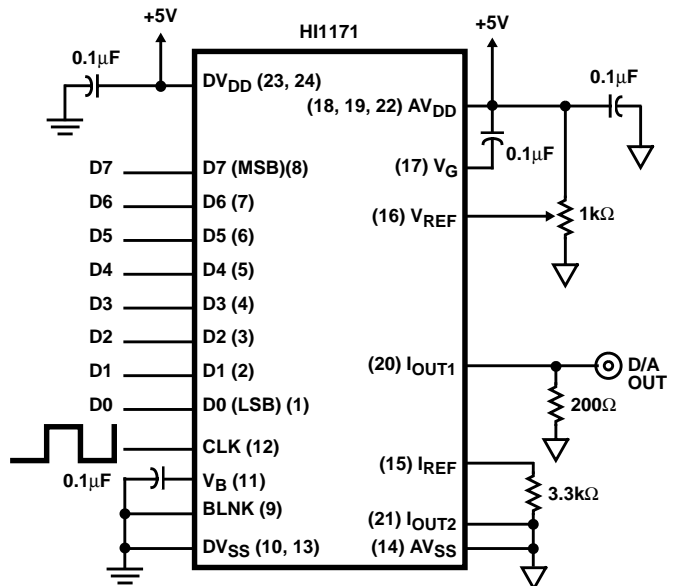 +5V
HI1171
+5V
0.1µF
DVDD (23, 24)
0.1µF
(18, 19, 22) AVDD
0.1µF
(17) VG
D7
D7 (MSB)(8)
D6
D6 (7)
(16) VREF
1kΩ
D5
D5 (6)
D4
D4 (5)
D3
D3 (4)
D2
D2 (3)
D1
D1 (2)
(20) IOUT1
D/A
OUT
D0
D0 (LSB) (1)
200Ω
CLK (12)
(15) IREF
0.1µF
VB (11)
3.3kΩ
BLNK (9)
(21) IOUT2
DVSS (10, 13)
(14) AVSS